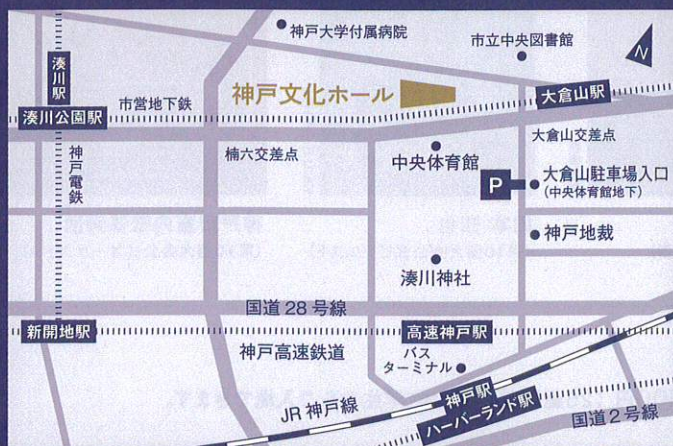 神戸大学付属病院
市立中央図書館
N
湊川駅
市営地下鉄
神戸文化ホール
大倉山駅
湊川公園駅
楠六交差点
大倉山交差点
神戸電鉄
中央体育館
P
大倉山駐車場入口
(中央体育館地下)
神戸地裁
湊川神社
国道28号線
新開地駅
高速神戸駅
神戸高速鉄道
バス
ターミナル
JR神戸線
神戸駅
ハーバーランド駅
国道2号線